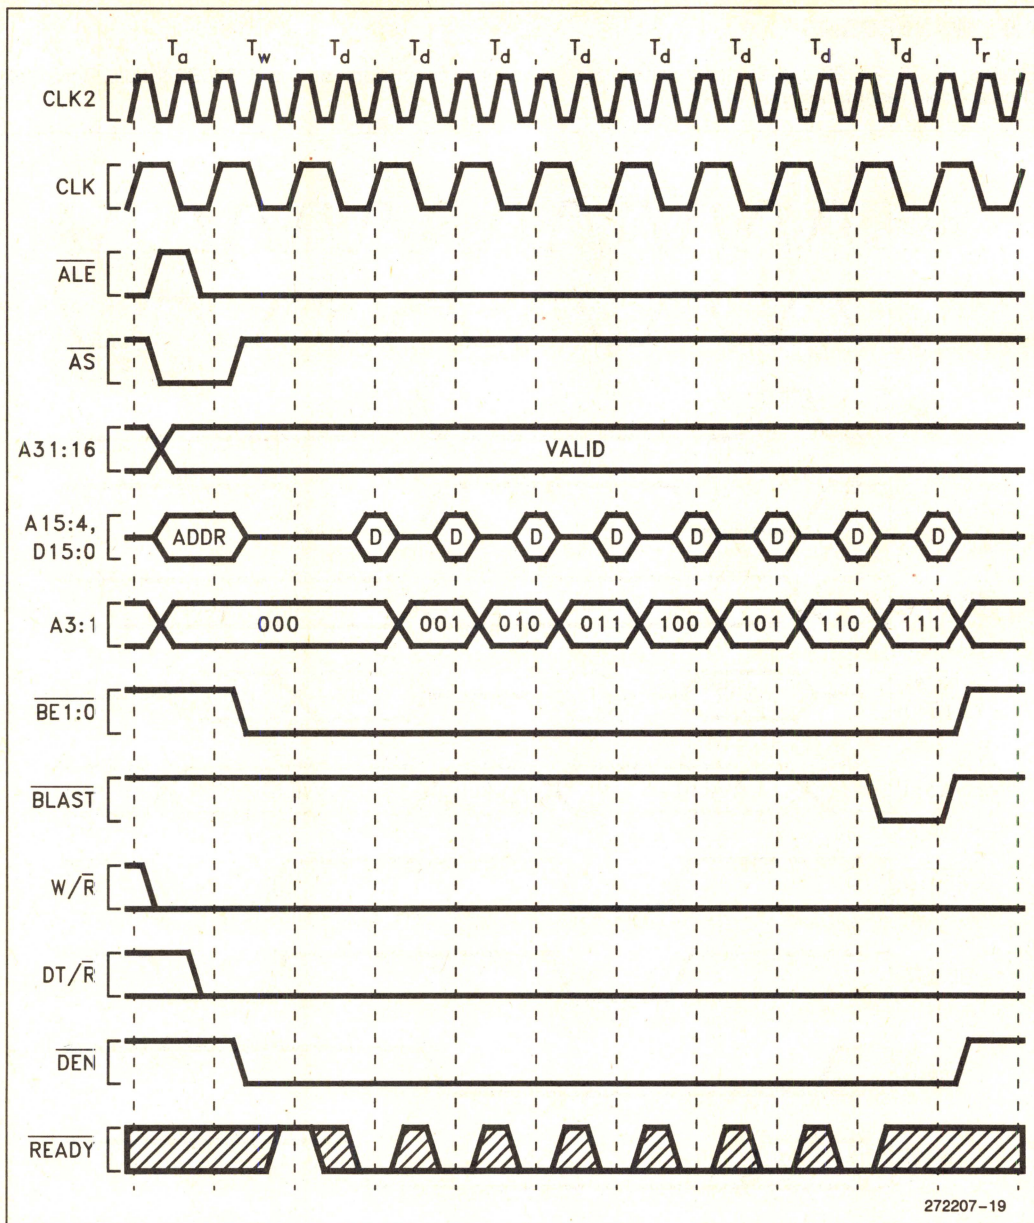 Ta Tw Td Td Td Td Td Td Td Td Tr
CLK2
CLK
ALE
AS
A31:16 VALID
A15:4,
D15:0
ADDR D D D D D D D D
A3:1 000 001 010 011 100 101 110 111
BE1:0
BLAST
W/R
DT/R
DEN
READY
272207-19